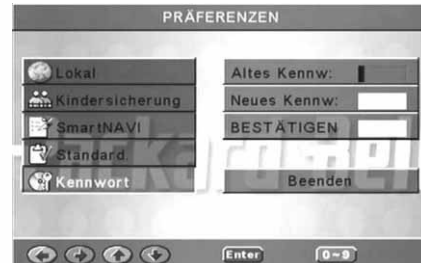 PRÄFERENZEN
Lokal
Kindersicherung
SmartNAVI
Standard.
Kennwort
Altes Kennw:
Neues Kennw:
BESTÄTIGEN
Beenden
Enter
0~9